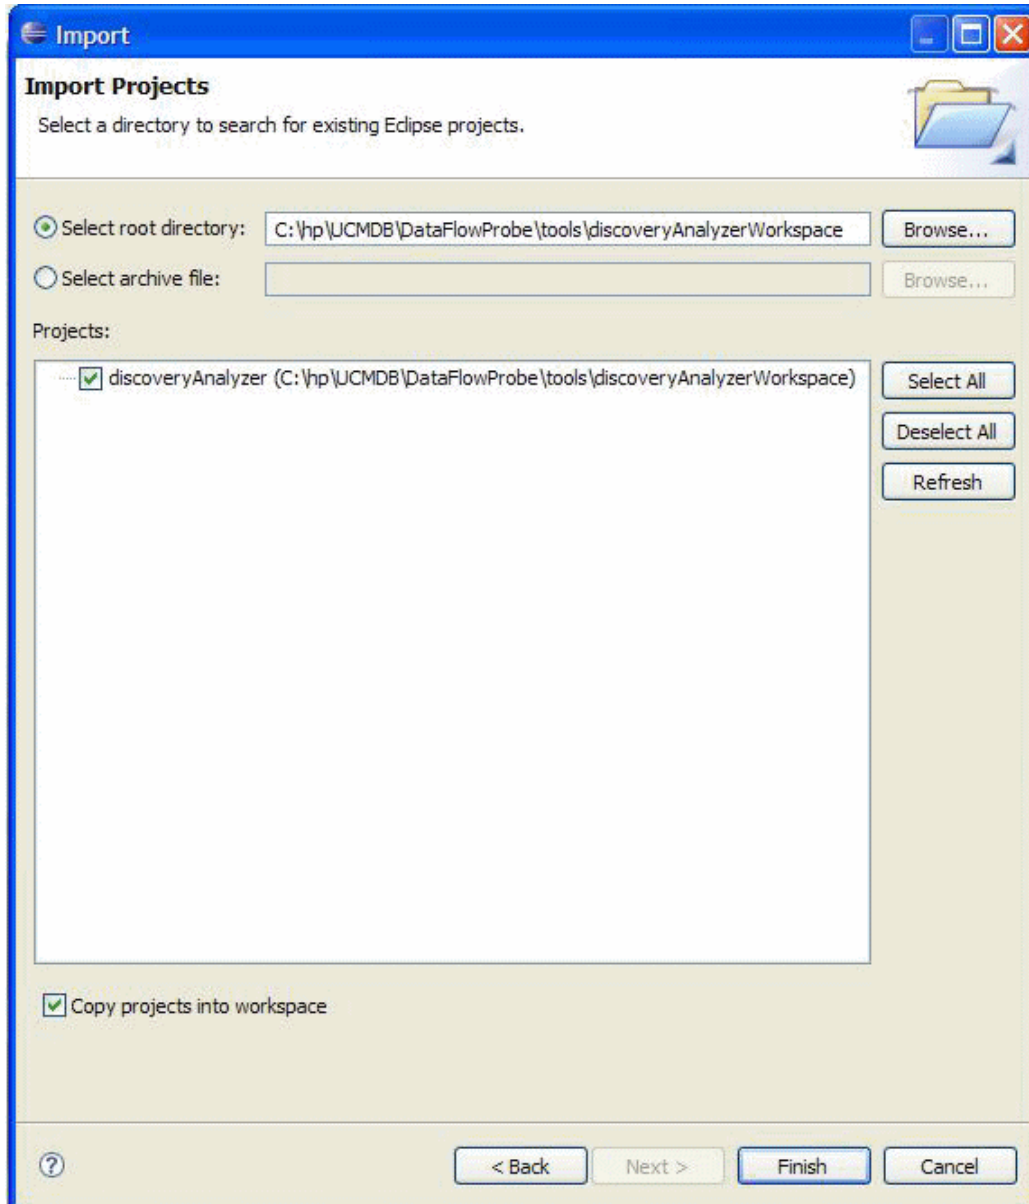 Import
Import Projects
Select a directory to search for existing Eclipse projects.
Select root directory: C:\hp\UCMDB\DataFlowProbe\tools\discoveryAnalyzerWorkspace Browse...
Select archive file: Browse...
Projects:
discoveryAnalyzer (C:\hp\UCMDB\DataFlowProbe\tools\discoveryAnalyzerWorkspace) Select All
Deselect All
Refresh
Copy projects into workspace
? < Back Next > Finish Cancel